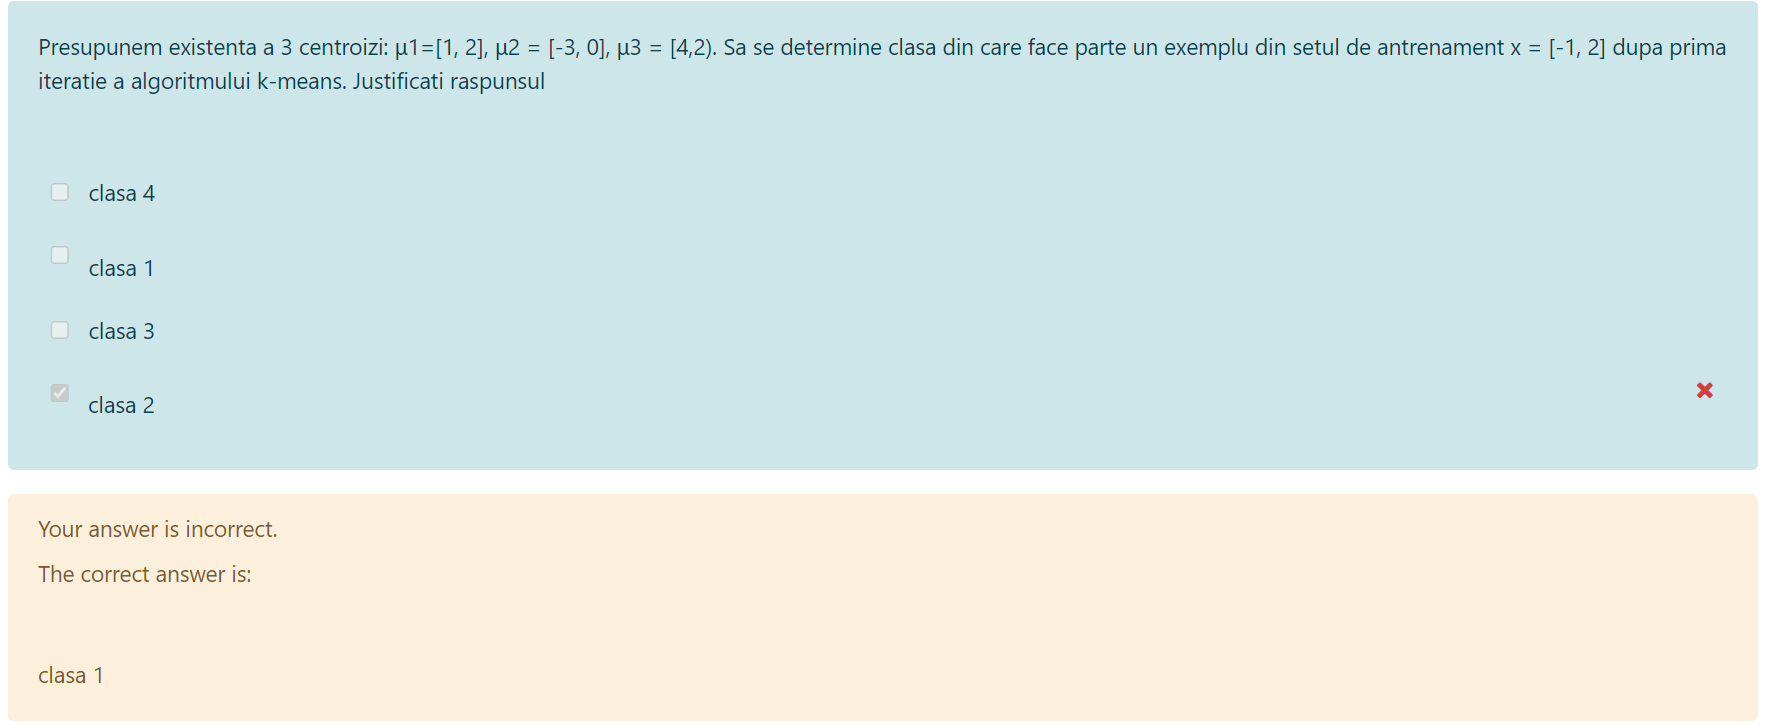 Presupunem existenta a 3 centroizi: µ1=[1, 2], µ2 = [-3, 0], µ3 = [4,2). Sa se determine clasa din care face parte un exemplu din setul de antrenament x = [-1, 2] dupa prima
iteratie a algoritmului k-means. Justificati raspunsul
clasa 4
clasa 1
clasa 3
clasa 2
Your answer is incorrect.
The correct answer is:
clasa 1